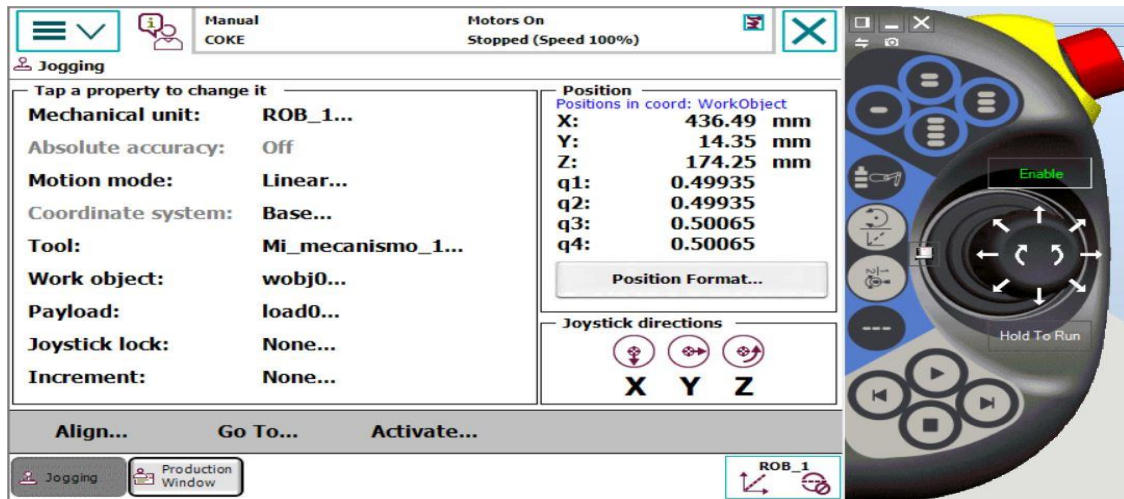 Manual
COKE
Motors On
Stopped (Speed 100%)
Jogging
Tap a property to change it
Mechanical unit: ROB_1...
Absolute accuracy: Off
Motion mode: Linear...
Coordinate system: Base...
Tool: Mi_mecanismo_1...
Work object: wobj0...
Payload: load0...
Joystick lock: None...
Increment: None...
Position
Positions in coord: WorkObject
X: 436.49 mm
Y: 14.35 mm
Z: 174.25 mm
q1: 0.49935
q2: 0.49935
q3: 0.50065
q4: 0.50065
Position Format...
Joystick directions
X Y Z
Align... Go To... Activate...
Jogging
Production
Window
ROB_1
Enable
Hold To Run